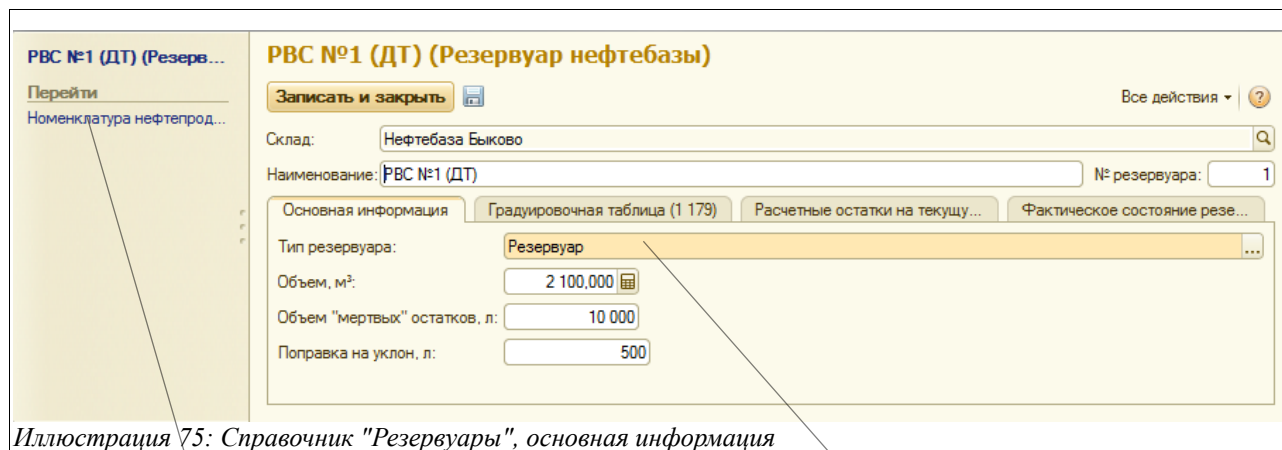 РВС №1 (ДТ) (Резерв...
Перейти
Номенклатура нефтепрод...
РВС №1 (ДТ) (Резервуар нефтебазы)
Записать и закрыть
Все действия
?
Склад: Нефтебаза Быково
Наименование: РВС №1 (ДТ) № резервуара: 1
Основная информация Градуировочная таблица (1 179) Расчетные остатки на текущу... Фактическое состояние резе...
Тип резервуара: Резервуар ...
Объем, м³: 2 100,000
Объем "мертвых" остатков, л: 10 000
Поправка на уклон, л: 500
Иллюстрация 75: Справочник "Резервуары", основная информация